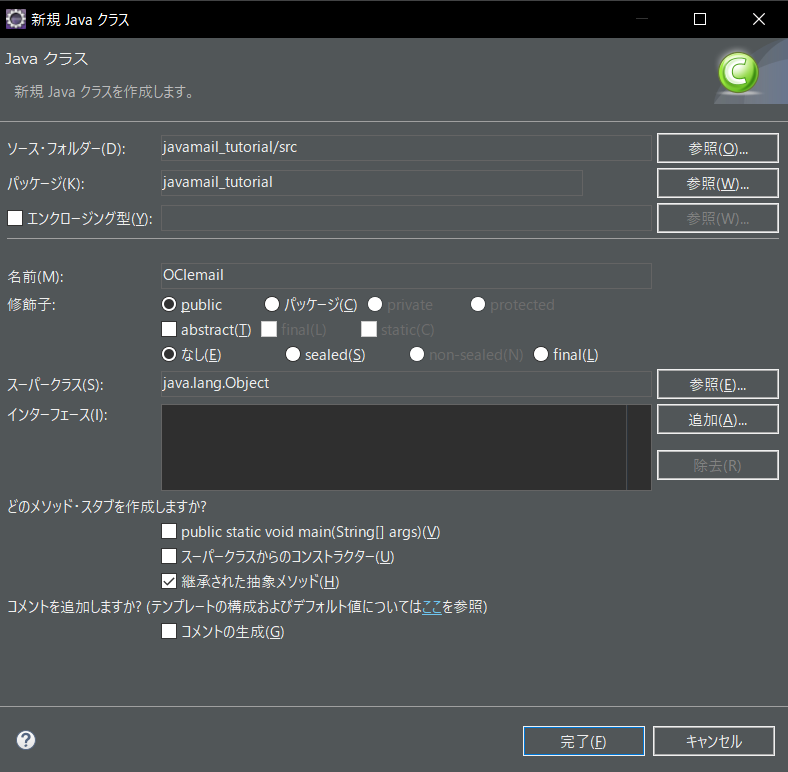 新規 Java クラス
Java クラス
新規 Java クラスを作成します。
ソース・フォルダー(D): javamail_tutorial/src 参照(O)...
パッケージ(K): javamail_tutorial 参照(W)...
エンクロージング型(Y): 参照(W)...
名前(M): OCIemail
修飾子: public パッケージ(C) private protected
abstract(T) final(L) static(C)
なし(E) sealed(S) non-sealed(N) final(L)
スーパークラス(S): java.lang.Object 参照(E)...
インターフェース(I): 追加(A)...
除去(R)
どのメソッド・スタブを作成しますか?
public static void main(String[] args)(V)
スーパークラスからのコンストラクター(U)
継承された抽象メソッド(H)
コメントを追加しますか? (テンプレートの構成およびデフォルト値についてはここを参照)
コメントの生成(G)
完了(F) キャンセル